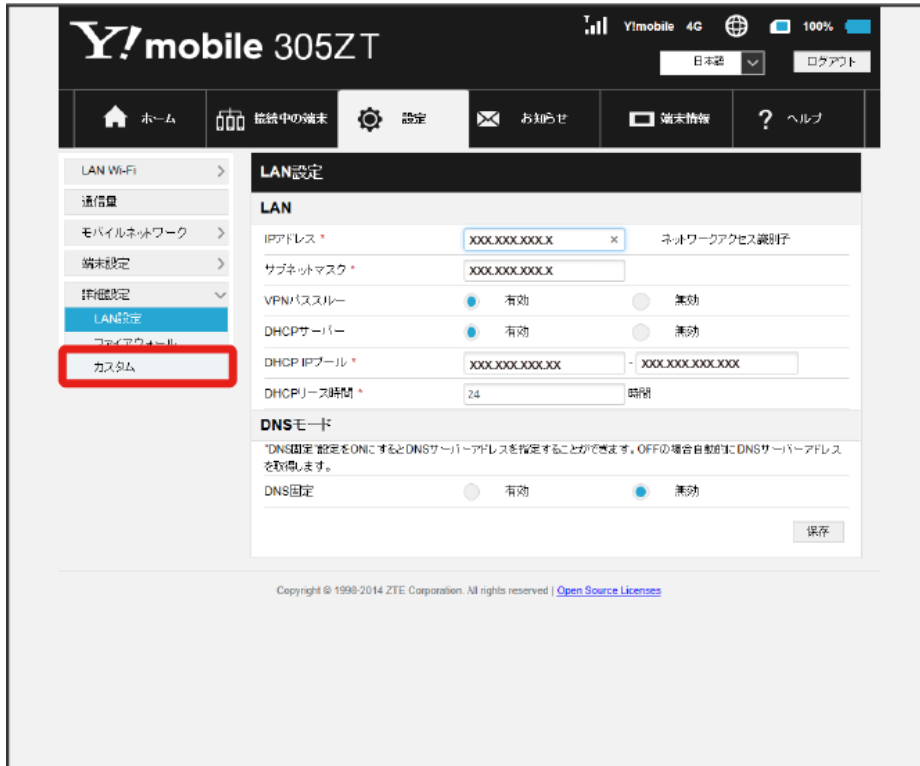 Y! mobile 305ZT
Y!mobile 4G 100%
日本語 ログアウト
ホーム 接続中の端末 設定 お知らせ 端末情報 ? ヘルプ
LAN Wi-Fi
通信量
モバイルネットワーク
端末設定
詳細設定
LAN設定
ファイアウォール
カスタム
LAN設定
LAN
IPアドレス * XXX.XXX.XXX.X × ネットワークアクセス識別子
サブネットマスク * XXX.XXX.XXX.X
VPNパススルー 有効 無効
DHCPサーバー 有効 無効
DHCP IPプール * XXX.XXX.XXX.XX - XXX.XXX.XXX.XXX
DHCPリース時間 * 24 時間
DNSモード
"DNS固定"設定をONにするとDNSサーバーアドレスを指定することができます。OFFの場合自動的にDNSサーバーアドレス
を取得します。
DNS固定 有効 無効
保存
Copyright © 1998-2014 ZTE Corporation. All rights reserved | Open Source Licenses